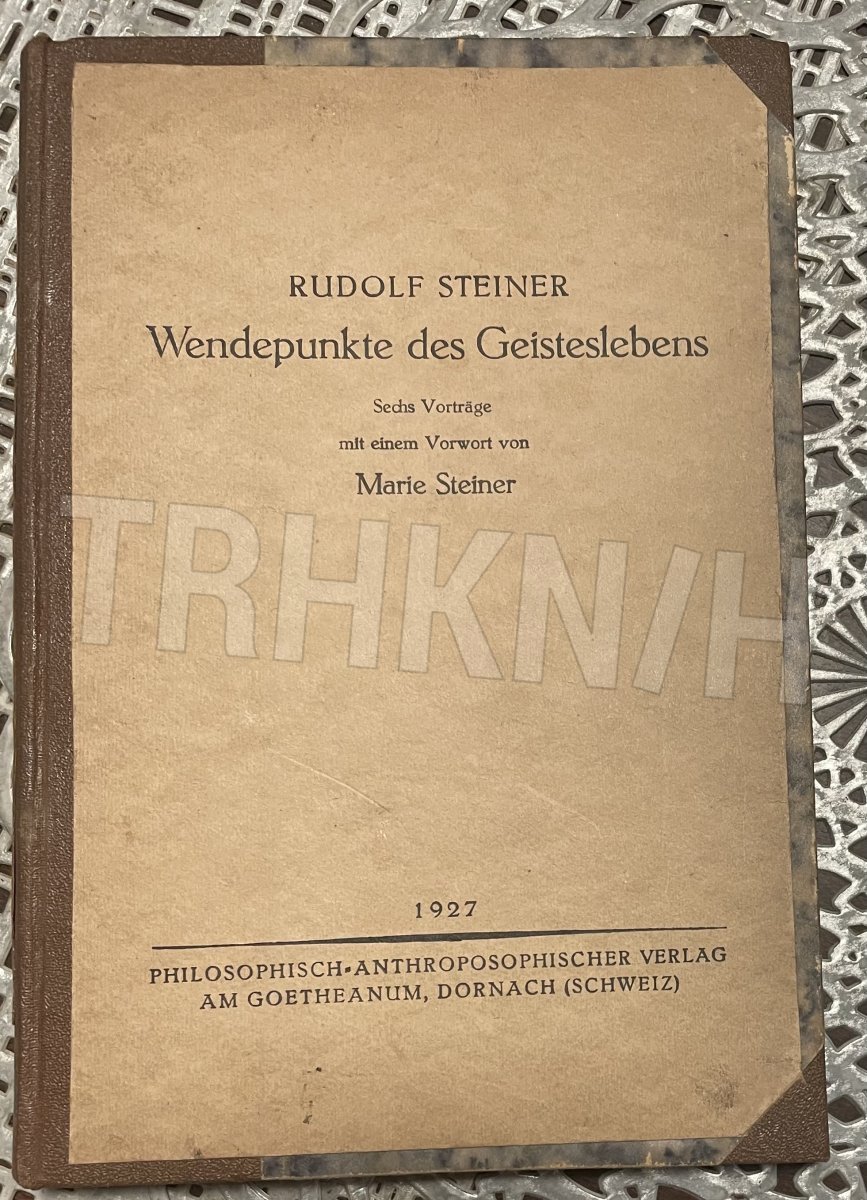 RUDOLF STEINER
Wendepunkte des Geisteslebens
Sechs Vorträge
mit einem Vorwort von
Marie Steiner
TRHKN/H
1927
PHILOSOPHISCH-ANTHROPOSOPHISCHER VERLAG
AM GOETHEANUM, DORNACH (SCHWEIZ)